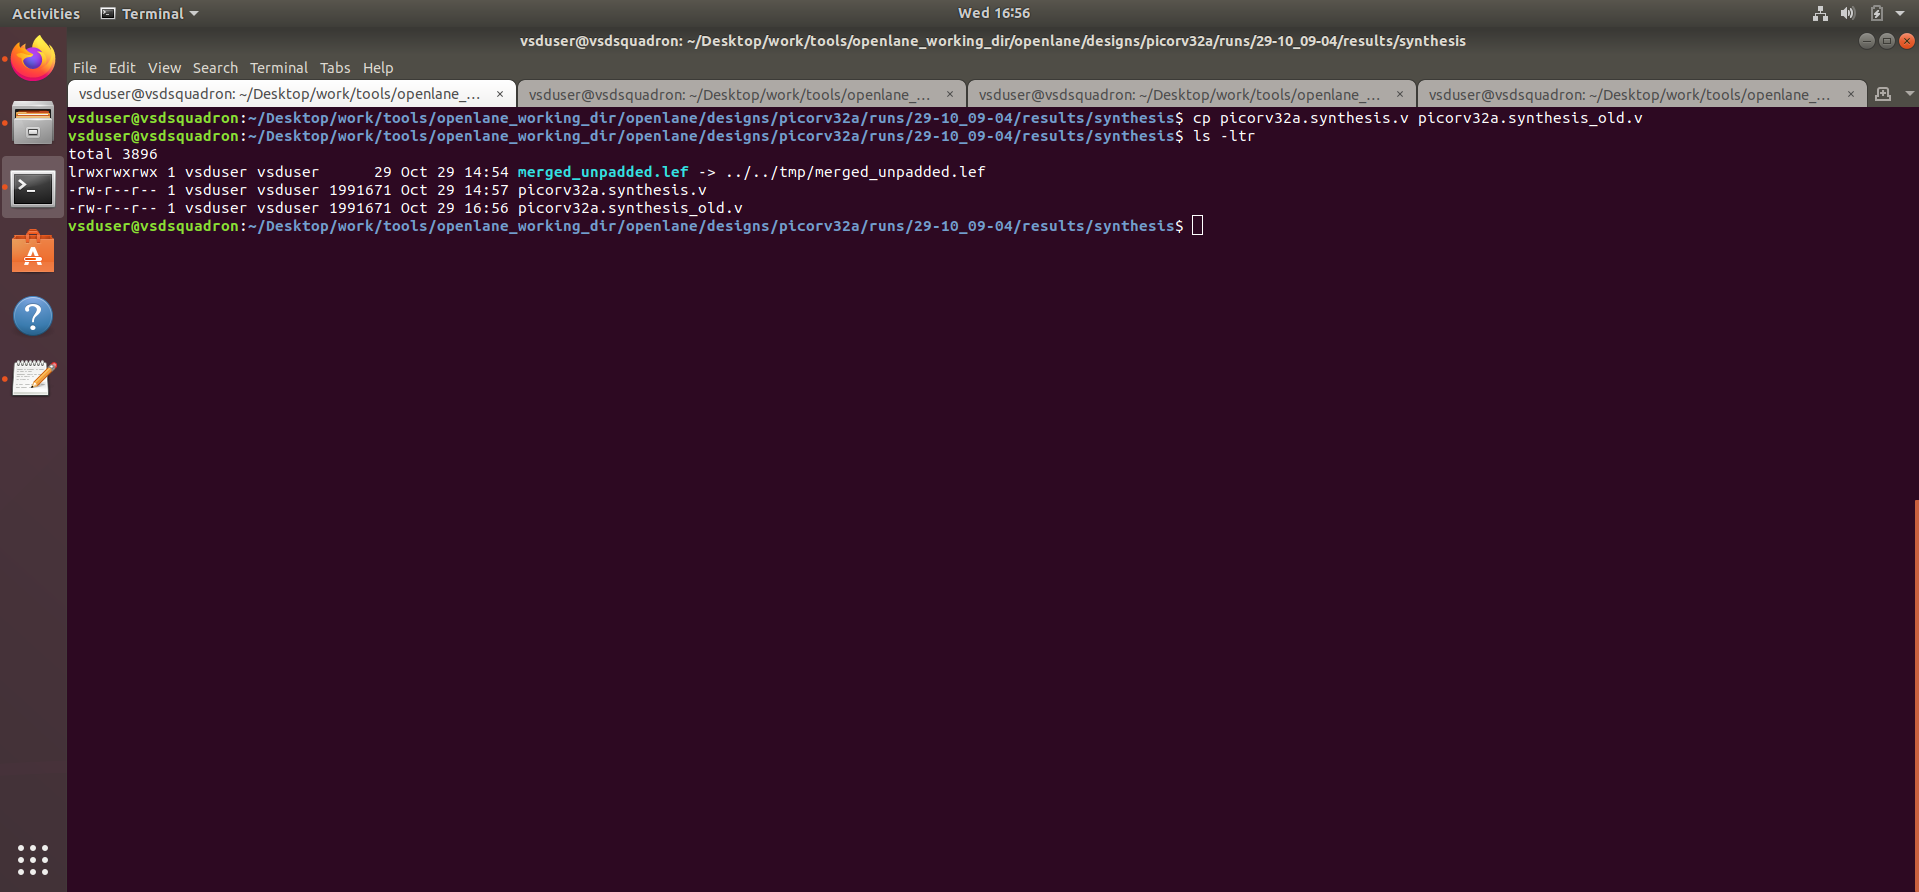 Activities Terminal Wed 16:56
vsduser@vsdsquadron: ~/Desktop/work/tools/openlane_working_dir/openlane/designs/picorv32a/runs/29-10_09-04/results/synthesis
File Edit View Search Terminal Tabs Help
vsduser@vsdsquadron: ~/Desktop/work/tools/openlane_... × vsduser@vsdsquadron: ~/Desktop/work/tools/openlane_... × vsduser@vsdsquadron: ~/Desktop/work/tools/openlane_... × vsduser@vsdsquadron: ~/Desktop/work/tools/openlane_... ×
vsduser@vsdsquadron:~/Desktop/work/tools/openlane_working_dir/openlane/designs/picorv32a/runs/29-10_09-04/results/synthesis$ cp picorv32a.synthesis.v picorv32a.synthesis_old.v
vsduser@vsdsquadron:~/Desktop/work/tools/openlane_working_dir/openlane/designs/picorv32a/runs/29-10_09-04/results/synthesis$ ls -ltr
total 3896
lrwxrwxrwx 1 vsduser vsduser      29 Oct 29 14:54 merged_unpadded.lef -> ../../tmp/merged_unpadded.lef
-rw-r--r-- 1 vsduser vsduser 1991671 Oct 29 14:57 picorv32a.synthesis.v
-rw-r--r-- 1 vsduser vsduser 1991671 Oct 29 16:56 picorv32a.synthesis_old.v
vsduser@vsdsquadron:~/Desktop/work/tools/openlane_working_dir/openlane/designs/picorv32a/runs/29-10_09-04/results/synthesis$